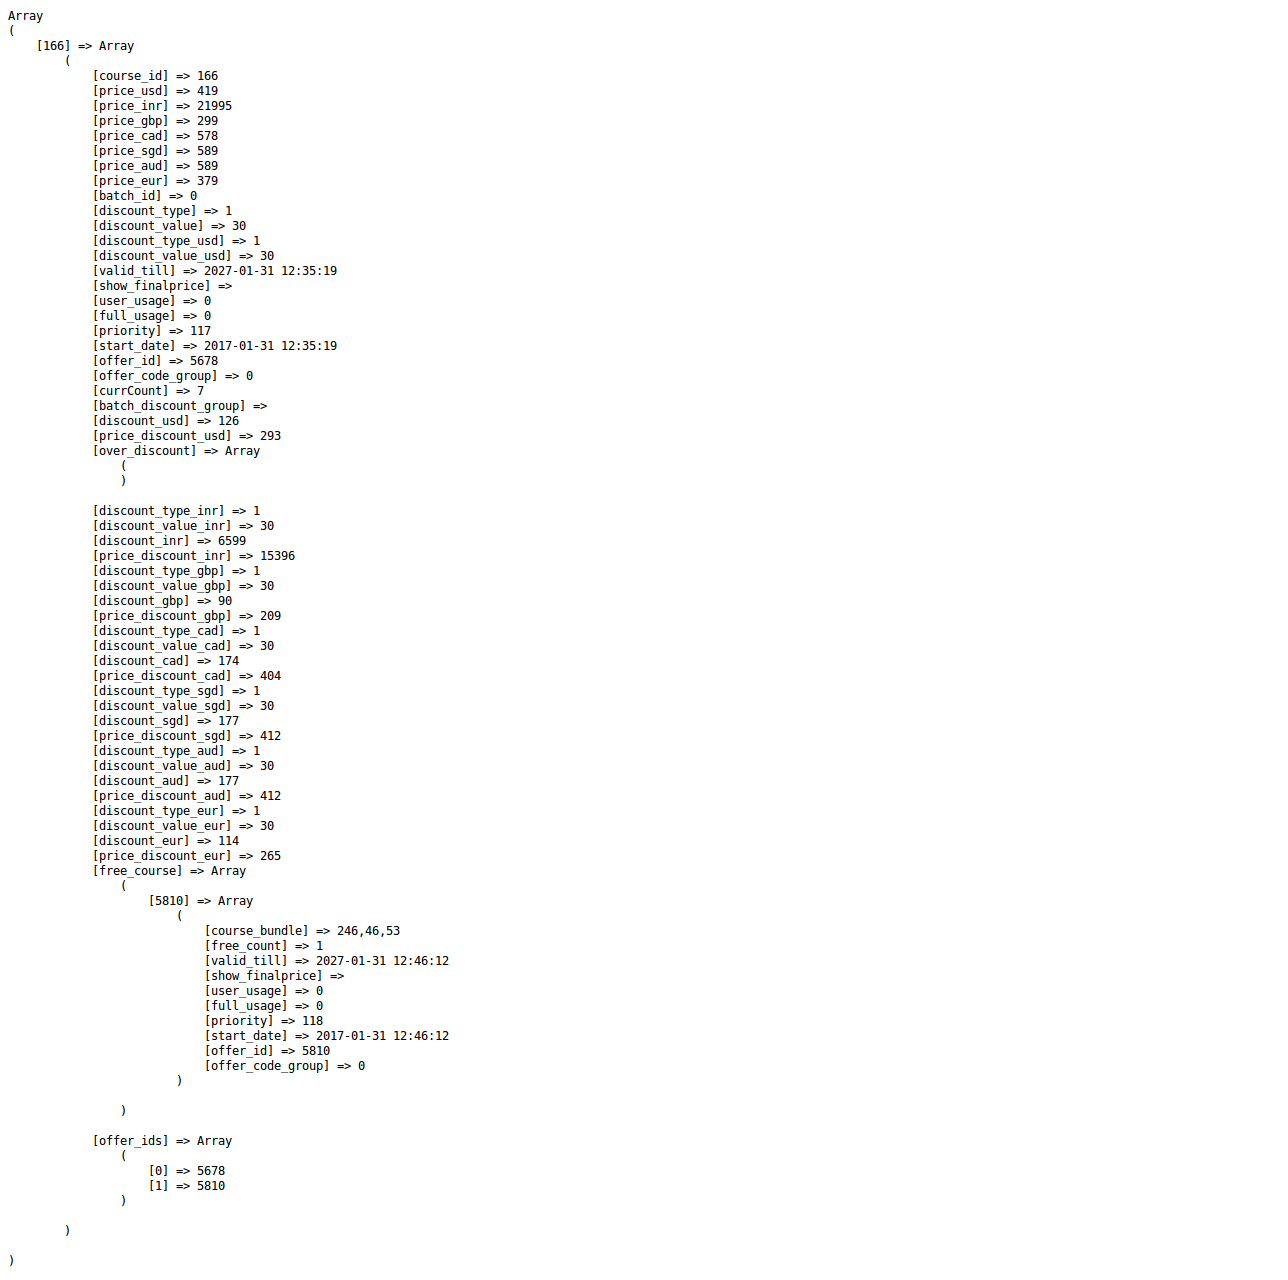 Array
(
    [166] => Array
        (
            [course_id] => 166
            [price_usd] => 419
            [price_inr] => 21995
            [price_gbp] => 299
            [price_cad] => 578
            [price_sgd] => 589
            [price_aud] => 589
            [price_eur] => 379
            [batch_id] => 0
            [discount_type] => 1
            [discount_value] => 30
            [discount_type_usd] => 1
            [discount_value_usd] => 30
            [valid_till] => 2027-01-31 12:35:19
            [show_finalprice] =>
            [user_usage] => 0
            [full_usage] => 0
            [priority] => 117
            [start_date] => 2017-01-31 12:35:19
            [offer_id] => 5678
            [offer_code_group] => 0
            [currCount] => 7
            [batch_discount_group] =>
            [discount_usd] => 126
            [price_discount_usd] => 293
            [over_discount] => Array
                (
                )

            [discount_type_inr] => 1
            [discount_value_inr] => 30
            [discount_inr] => 6599
            [price_discount_inr] => 15396
            [discount_type_gbp] => 1
            [discount_value_gbp] => 30
            [discount_gbp] => 90
            [price_discount_gbp] => 209
            [discount_type_cad] => 1
            [discount_value_cad] => 30
            [discount_cad] => 174
            [price_discount_cad] => 404
            [discount_type_sgd] => 1
            [discount_value_sgd] => 30
            [discount_sgd] => 177
            [price_discount_sgd] => 412
            [discount_type_aud] => 1
            [discount_value_aud] => 30
            [discount_aud] => 177
            [price_discount_aud] => 412
            [discount_type_eur] => 1
            [discount_value_eur] => 30
            [discount_eur] => 114
            [price_discount_eur] => 265
            [free_course] => Array
                (
                    [5810] => Array
                        (
                            [course_bundle] => 246,46,53
                            [free_count] => 1
                            [valid_till] => 2027-01-31 12:46:12
                            [show_finalprice] =>
                            [user_usage] => 0
                            [full_usage] => 0
                            [priority] => 118
                            [start_date] => 2017-01-31 12:46:12
                            [offer_id] => 5810
                            [offer_code_group] => 0
                        )

                )

            [offer_ids] => Array
                (
                    [0] => 5678
                    [1] => 5810
                )

        )

)